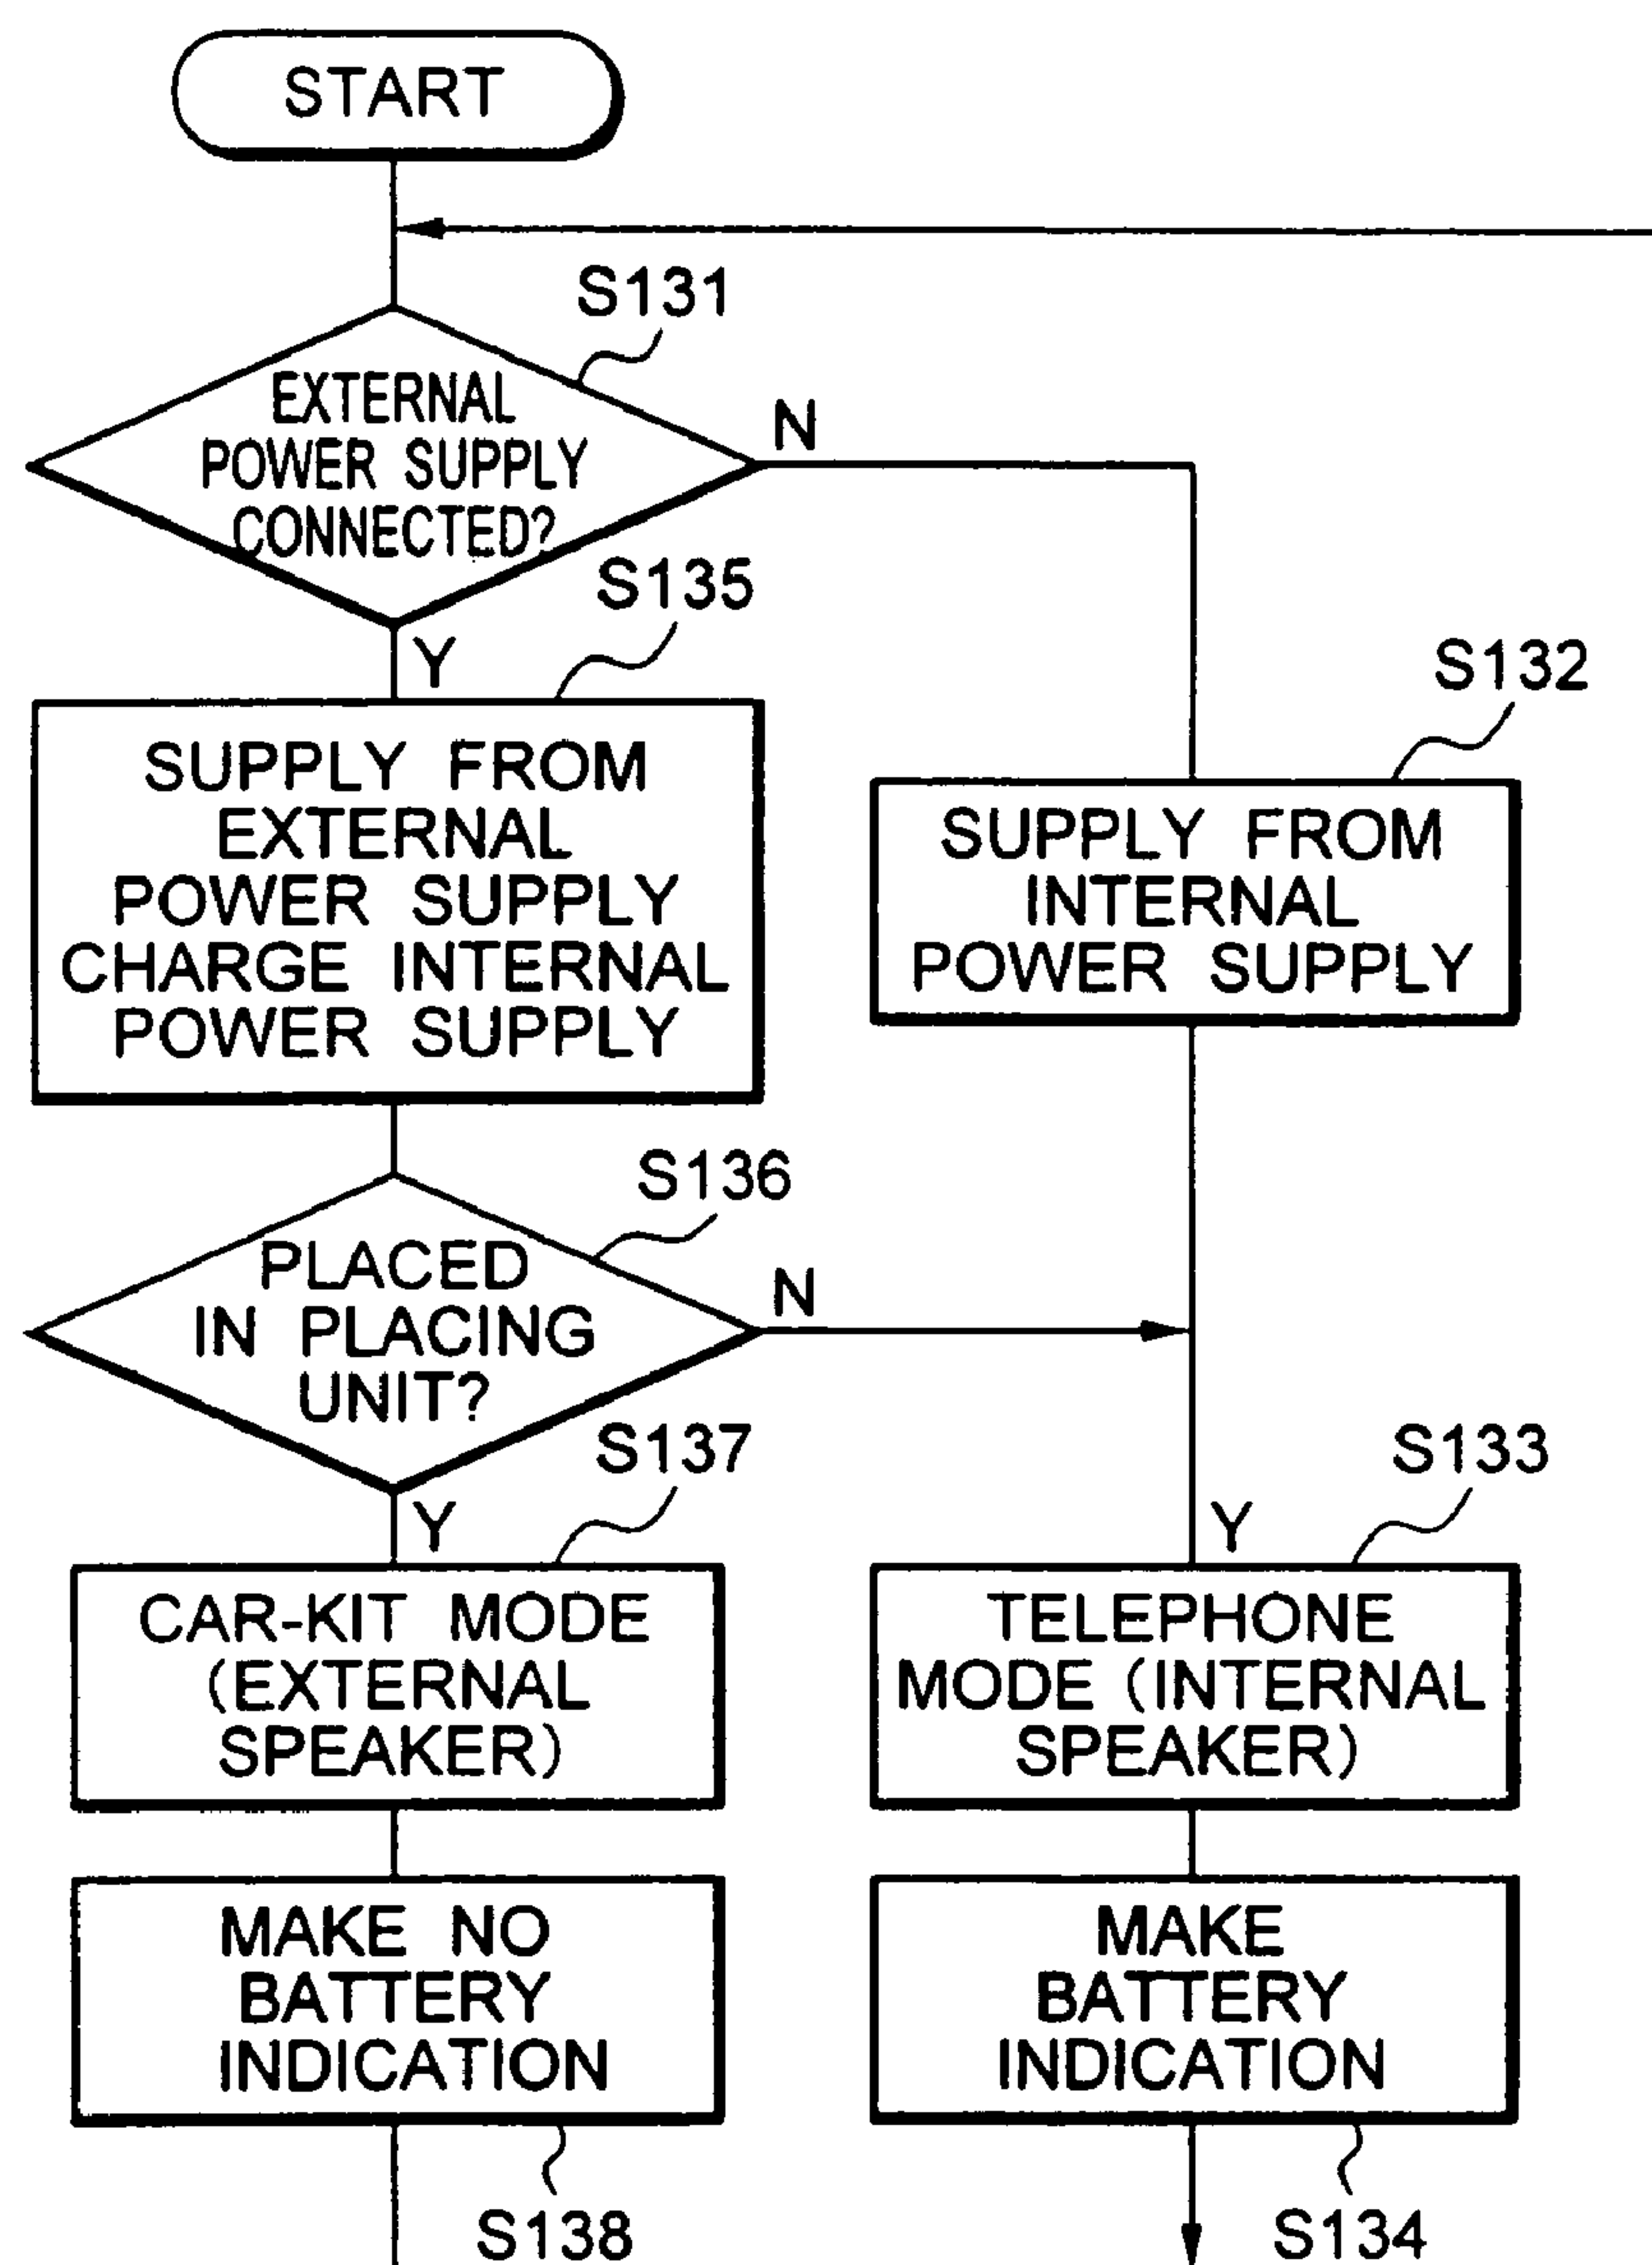 START
S131
EXTERNAL
POWER SUPPLY
CONNECTED?
N
Y
S135
SUPPLY FROM
EXTERNAL
POWER SUPPLY
CHARGE INTERNAL
POWER SUPPLY
S132
SUPPLY FROM
INTERNAL
POWER SUPPLY
S136
PLACED
IN PLACING
UNIT?
N
Y
S137
CAR-KIT MODE
(EXTERNAL
SPEAKER)
Y
S133
TELEPHONE
MODE (INTERNAL
SPEAKER)
MAKE NO
BATTERY
INDICATION
S138
MAKE
BATTERY
INDICATION
S134